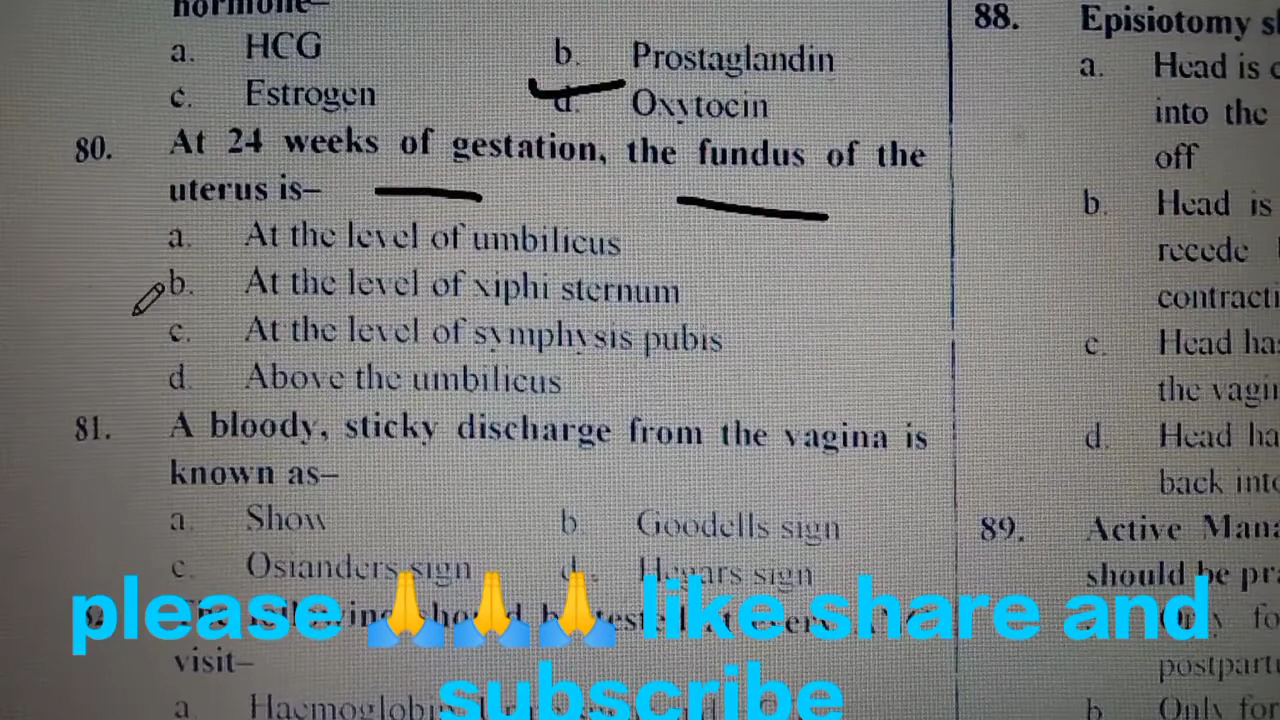 hormone–
a. HCG b. Prostaglandin
c. Estrogen d. Oxytocin
80. At 24 weeks of gestation, the fundus of the
uterus is–
a. At the level of umbilicus
b. At the level of xiphi sternum
c. At the level of symphysis pubis
d. Above the umbilicus
81. A bloody, sticky discharge from the vagina is
known as–
a. Show b. Goodells sign
c. Osianders sign d. Hegars sign
visit–
a
88. Episiotomy
a. Head is
into the
off
b. Head is
recede
contracti
c. Head ha
the vagin
d. Head ha
back into
89. Active
should be
fo
postpart
b. Only for
please 🙏🙏🙏 like share and
subscribe